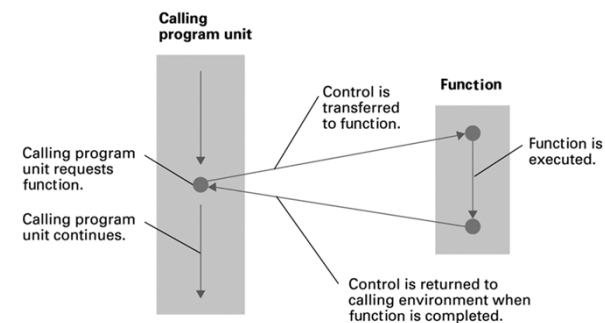 Calling
program unit
Function
Control is
transferred
to function.
Function is
executed.
Calling program
unit requests
function.
Calling program
unit continues.
Control is returned to
calling environment when
function is completed.